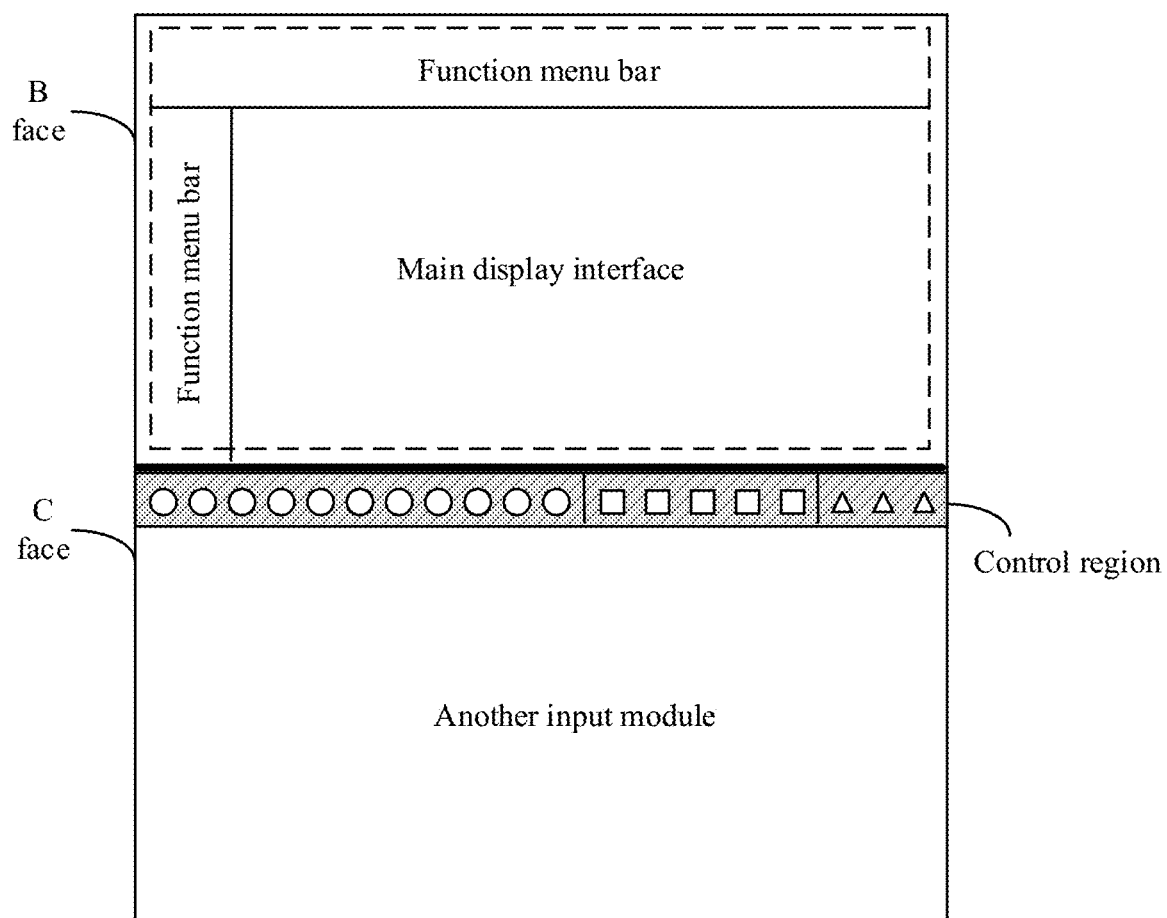 Function menu bar
B
face
Function menu bar
Main display interface
C
face
Control region
Another input module